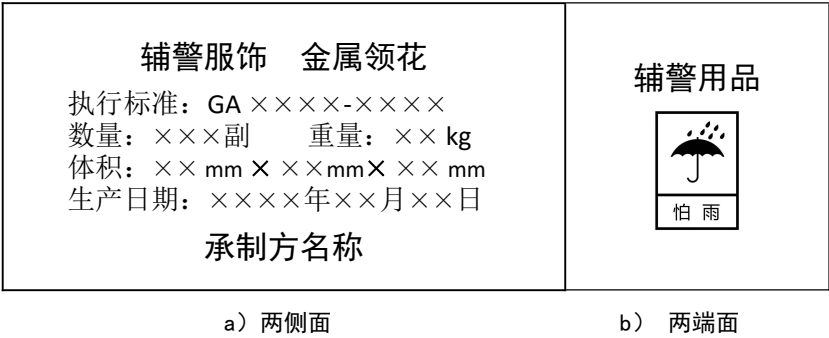 辅警服饰　金属领花
执行标准：GA ××××-××××
数量：×××副　　重量：×× kg
体积：×× mm × ××mm× ×× mm
生产日期：××××年××月××日
承制方名称
辅警用品
怕 雨
a）两侧面
b） 两端面